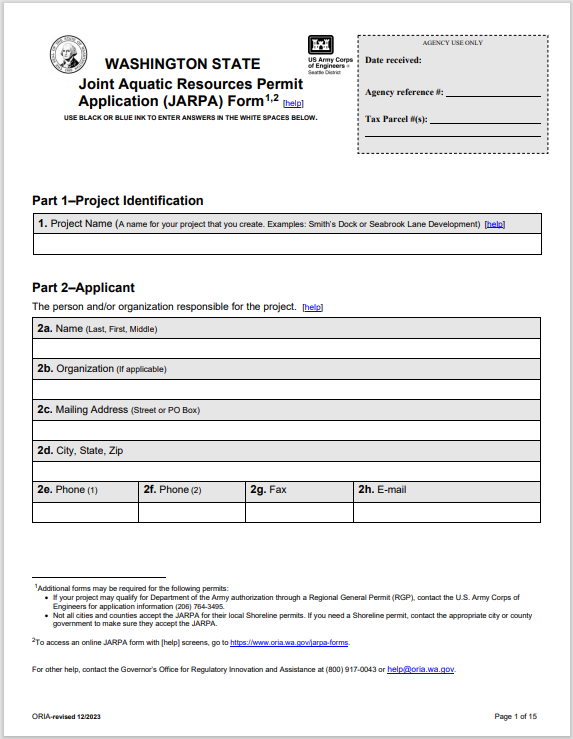 WASHINGTON STATE
Joint Aquatic Resources Permit
Application (JARPA) Form1,2 [help]
USE BLACK OR BLUE INK TO ENTER ANSWERS IN THE WHITE SPACES BELOW.
US Army Corps
of Engineers ®
Seattle District
AGENCY USE ONLY
Date received:
Agency reference #:
Tax Parcel #(s):
Part 1–Project Identification
1. Project Name (A name for your project that you create. Examples: Smith's Dock or Seabrook Lane Development) [help]
Part 2–Applicant
The person and/or organization responsible for the project. [help]
2a. Name (Last, First, Middle)
2b. Organization (If applicable)
2c. Mailing Address (Street or PO Box)
2d. City, State, Zip
2e. Phone (1) 2f. Phone (2) 2g. Fax 2h. E-mail
1Additional forms may be required for the following permits:
• If your project may qualify for Department of the Army authorization through a Regional General Permit (RGP), contact the U.S. Army Corps of
Engineers for application information (206) 764-3495.
• Not all cities and counties accept the JARPA for their local Shoreline permits. If you need a Shoreline permit, contact the appropriate city or county
government to make sure they accept the JARPA.
2To access an online JARPA form with [help] screens, go to https://www.oria.wa.gov/jarpa-forms.
For other help, contact the Governor's Office for Regulatory Innovation and Assistance at (800) 917-0043 or help@oria.wa.gov.
ORIA-revised 12/2023 Page 1 of 15